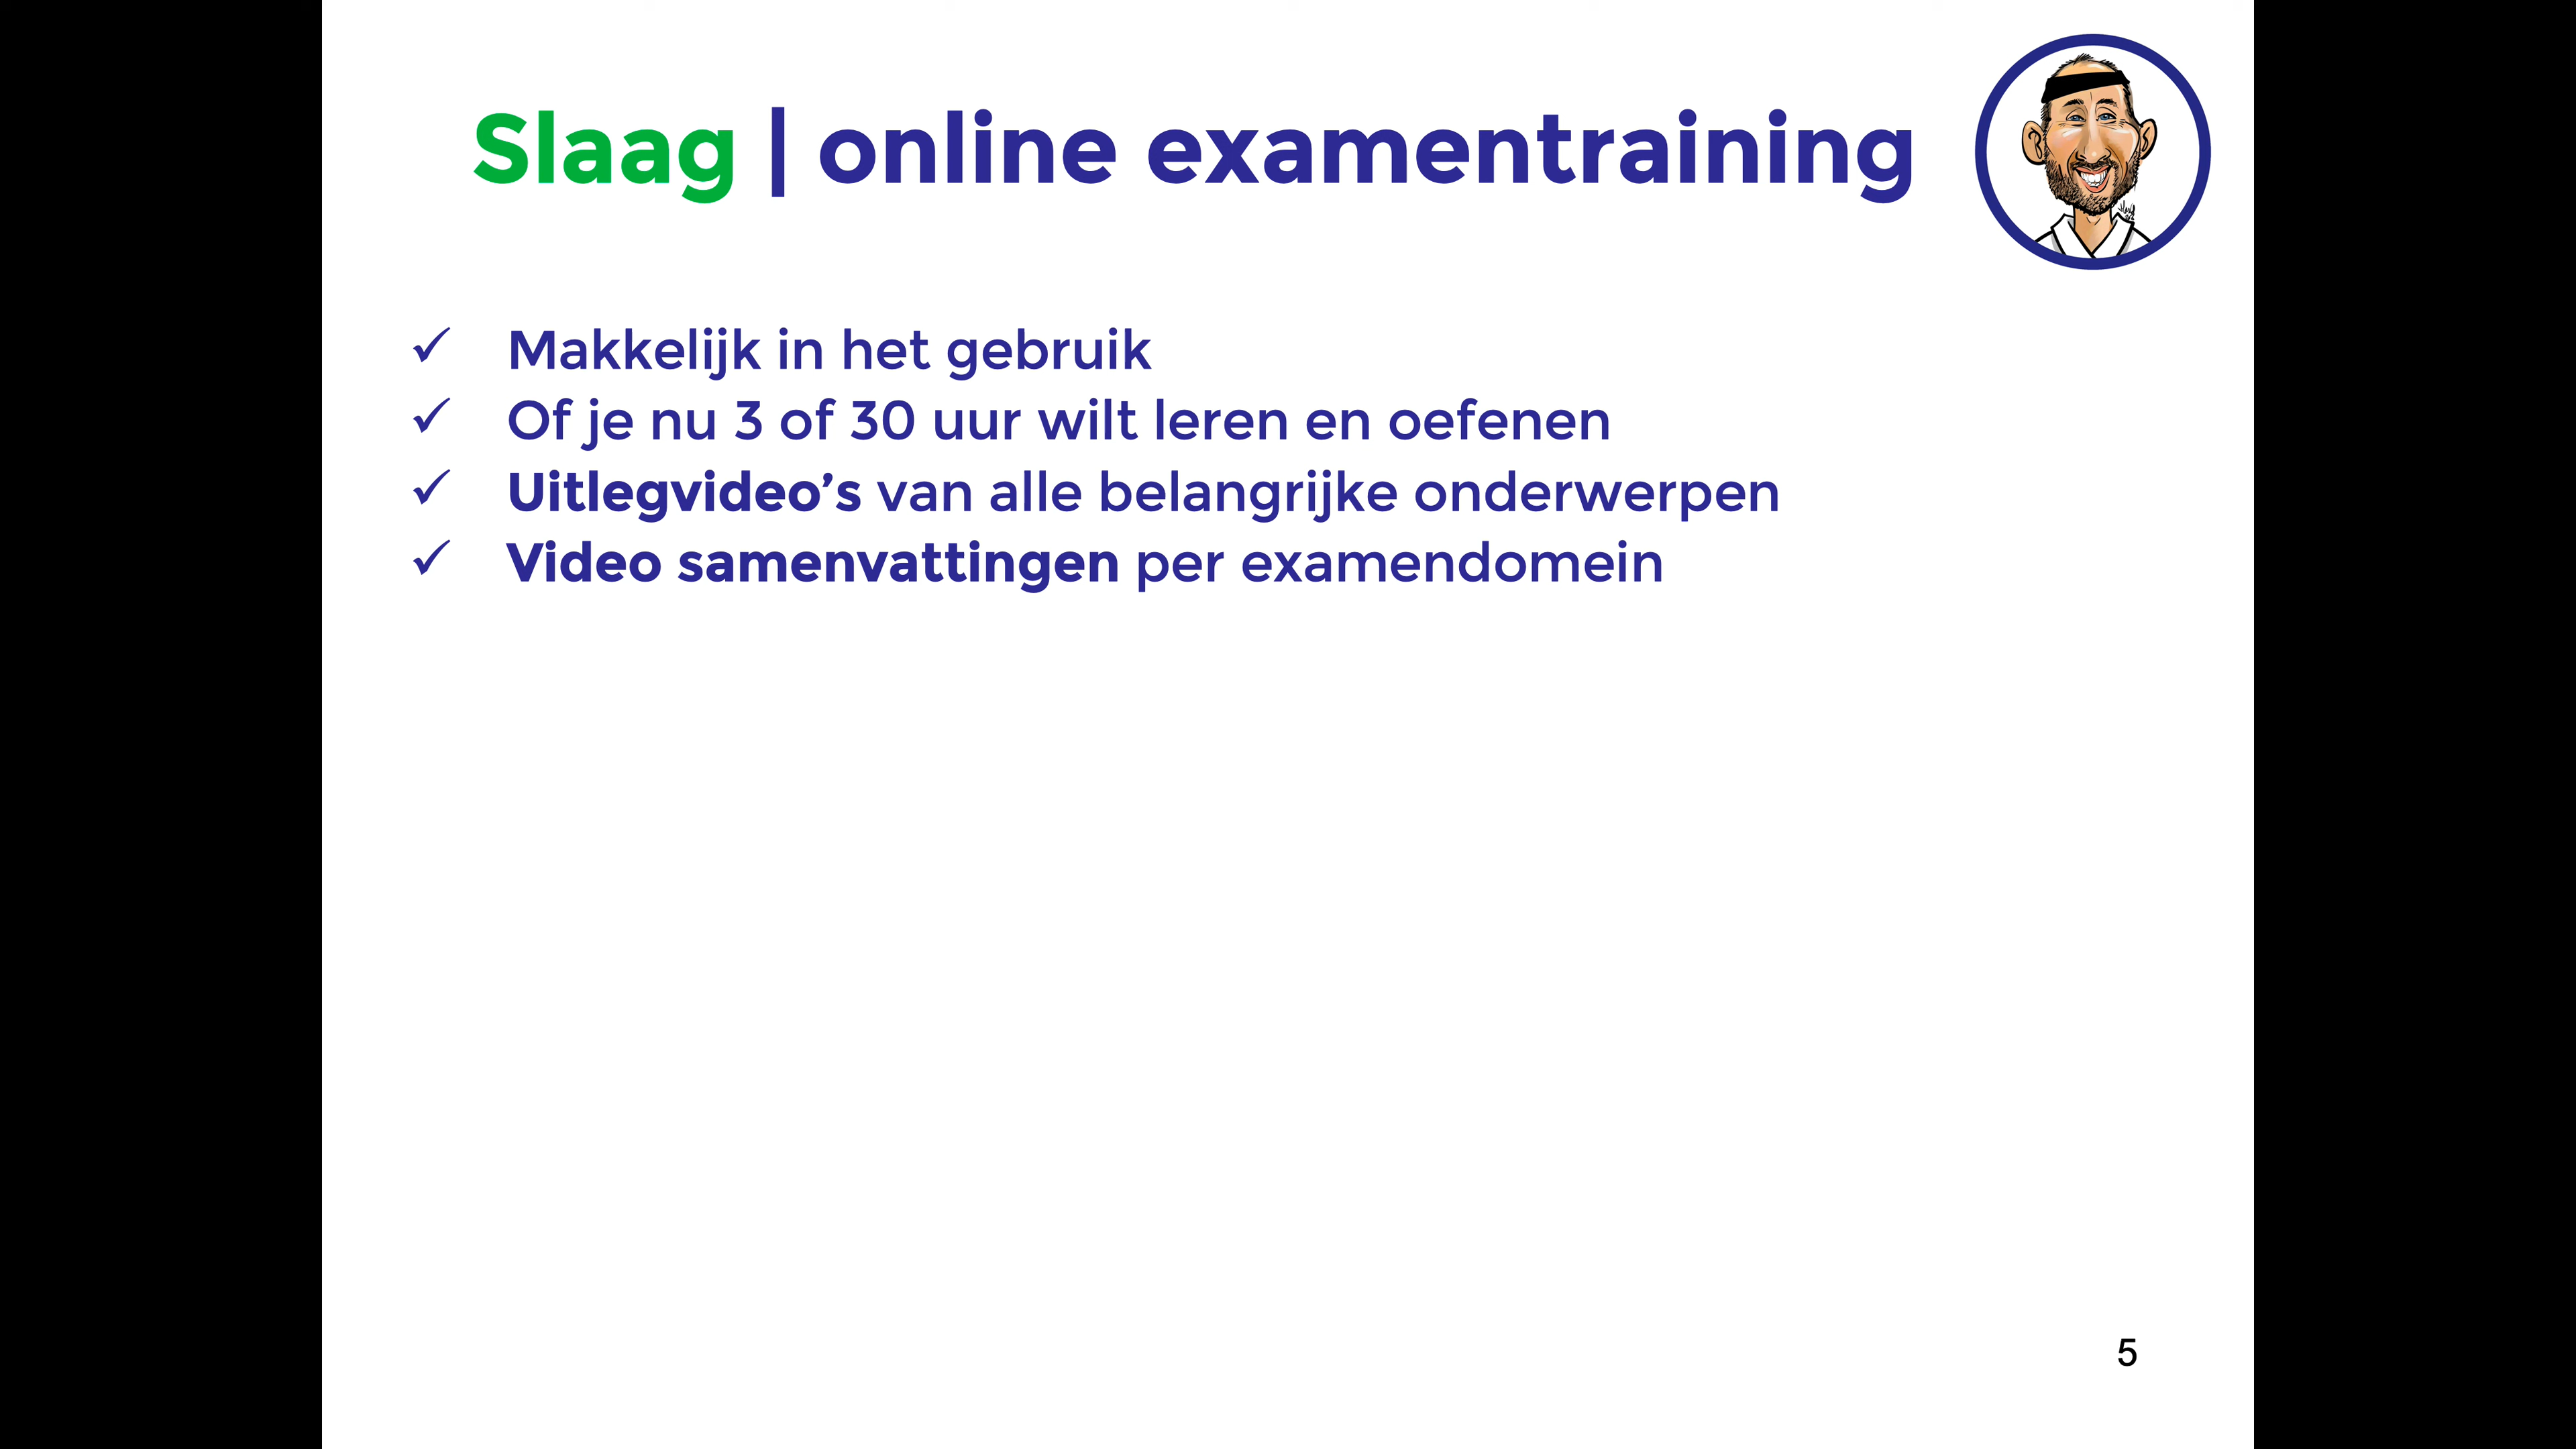 Slaag | online examentraining
✓ Makkelijk in het gebruik
✓ Of je nu 3 of 30 uur wilt leren en oefenen
✓ Uitlegvideo’s van alle belangrijke onderwerpen
✓ Video samenvattingen per examendomein
5